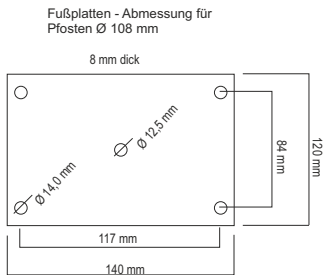 Fußplatten - Abmessung für
Pfosten Ø 108 mm
8 mm dick
Ø 12,5 mm
Ø 14,0 mm
84 mm
120 mm
117 mm
140 mm